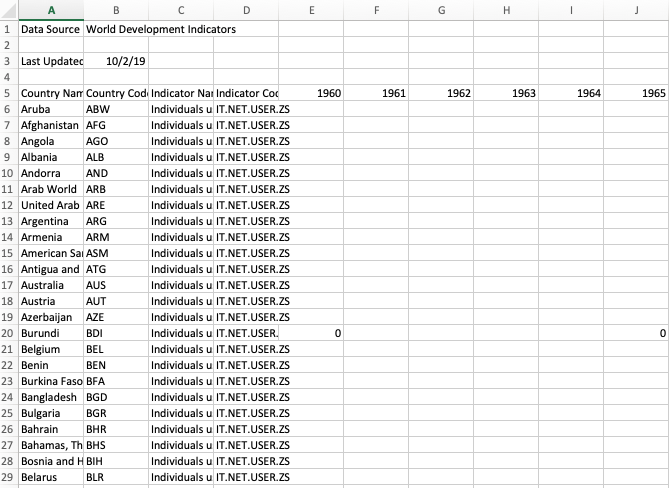 A B C D E F G H I J
1 Data Source World Development Indicators
2
3 Last Updated 10/2/19
4
5 Country Nam Country Code Indicator Nar Indicator Coc 1960 1961 1962 1963 1964 1965
6 Aruba ABW Individuals u IT.NET.USER.ZS
7 Afghanistan AFG Individuals u IT.NET.USER.ZS
8 Angola AGO Individuals u IT.NET.USER.ZS
9 Albania ALB Individuals u IT.NET.USER.ZS
10 Andorra AND Individuals u IT.NET.USER.ZS
11 Arab World ARB Individuals u IT.NET.USER.ZS
12 United Arab ARE Individuals u IT.NET.USER.ZS
13 Argentina ARG Individuals u IT.NET.USER.ZS
14 Armenia ARM Individuals u IT.NET.USER.ZS
15 American Sa ASM Individuals u IT.NET.USER.ZS
16 Antigua and ATG Individuals u IT.NET.USER.ZS
17 Australia AUS Individuals u IT.NET.USER.ZS
18 Austria AUT Individuals u IT.NET.USER.ZS
19 Azerbaijan AZE Individuals u IT.NET.USER.ZS
20 Burundi BDI Individuals u IT.NET.USER. 0 0
21 Belgium BEL Individuals u IT.NET.USER.ZS
22 Benin BEN Individuals u IT.NET.USER.ZS
23 Burkina Faso BFA Individuals u IT.NET.USER.ZS
24 Bangladesh BGD Individuals u IT.NET.USER.ZS
25 Bulgaria BGR Individuals u IT.NET.USER.ZS
26 Bahrain BHR Individuals u IT.NET.USER.ZS
27 Bahamas, Th BHS Individuals u IT.NET.USER.ZS
28 Bosnia and H BIH Individuals u IT.NET.USER.ZS
29 Belarus BLR Individuals u IT.NET.USER.ZS